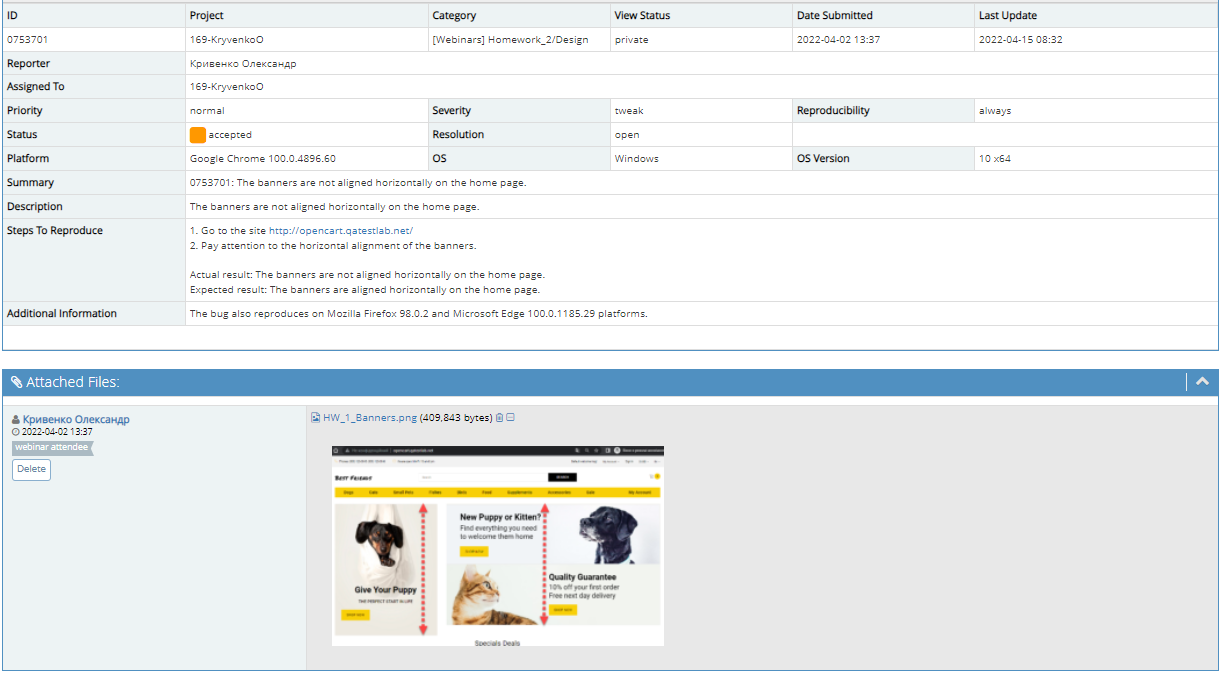 ID Project Category View Status Date Submitted Last Update
0753701 169-KryvenkoO [Webinars] Homework_2/Design private 2022-04-02 13:37 2022-04-15 08:32
Reporter Кривенко Олександр
Assigned To 169-KryvenkoO
Priority normal Severity tweak Reproducibility always
Status accepted Resolution open
Platform Google Chrome 100.0.4896.60 OS Windows OS Version 10 x64
Summary 0753701: The banners are not aligned horizontally on the home page.
Description The banners are not aligned horizontally on the home page.
Steps To Reproduce 1. Go to the site http://opencart.qatestlab.net/
2. Pay attention to the horizontal alignment of the banners.
Actual result: The banners are not aligned horizontally on the home page.
Expected result: The banners are aligned horizontally on the home page.
Additional Information The bug also reproduces on Mozilla Firefox 98.0.2 and Microsoft Edge 100.0.1185.29 platforms.
Attached Files:
Кривенко Олександр
2022-04-02 13:37
webinar attendee
Delete
HW_1_Banners.png (409,843 bytes)
opencart.qatestlab.net
Best Friends
Dogs Cats Small Pets Fishes Birds Food Supplements Accessories Sale My Account
New Puppy or Kitten?
Find everything you need
to welcome them home
Give Your Puppy
THE PERFECT START IN LIFE
SHOP NOW
Quality Guarantee
10% off your first order
Free next day delivery
SHOP NOW
Specials Deals